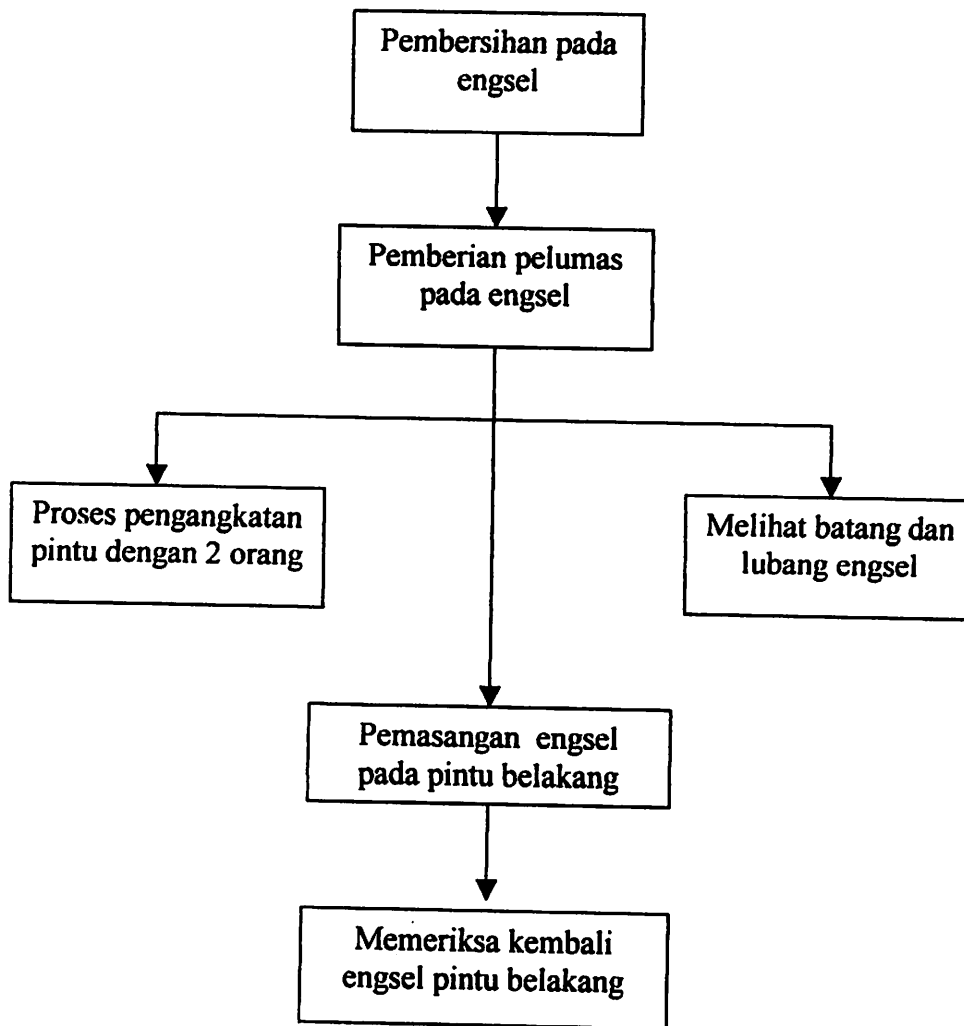 Pembersihan pada
engsel
Pemberian pelumas
pada engsel
Proses pengangkatan
pintu dengan 2 orang
Melihat batang dan
lubang engsel
Pemasangan engsel
pada pintu belakang
Memeriksa kembali
engsel pintu belakang